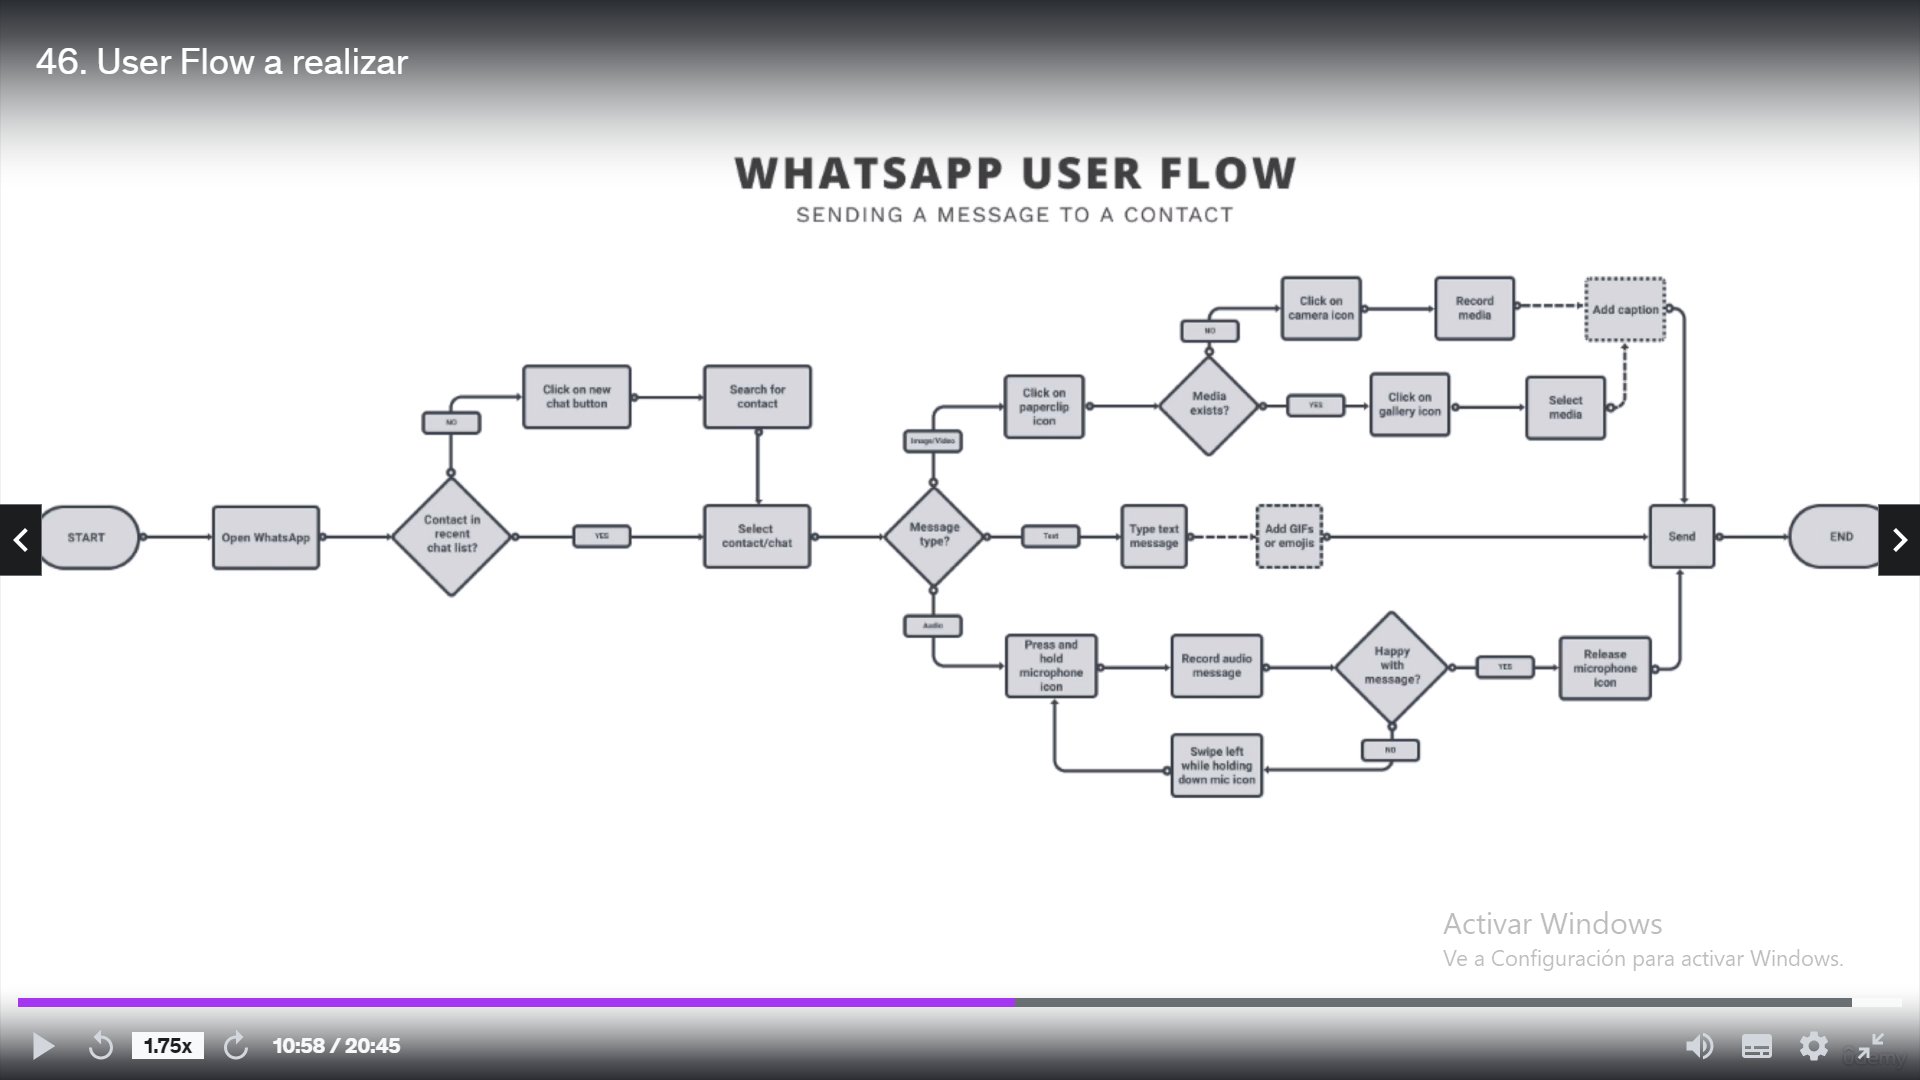 46. User Flow a realizar
WHATSAPP USER FLOW
SENDING A MESSAGE TO A CONTACT
START
Open WhatsApp
Contact in
recent
chat list?
NO
Click on new
chat button
Search for
contact
YES
Select
contact/chat
Message
type?
Image/Video
Click on
paperclip
icon
Media
exists?
NO
Click on
camera icon
Record
media
Add caption
YES
Click on
gallery icon
Select
media
Text
Type text
message
Add GIFs
or emojis
Send
END
Audio
Press and
hold
microphone
icon
Record audio
message
Happy
with
message?
YES
Release
microphone
icon
NO
Swipe left
while holding
down mic icon
Activar Windows
Ve a Configuración para activar Windows.
1.75x
10:58 / 20:45
ûdemy